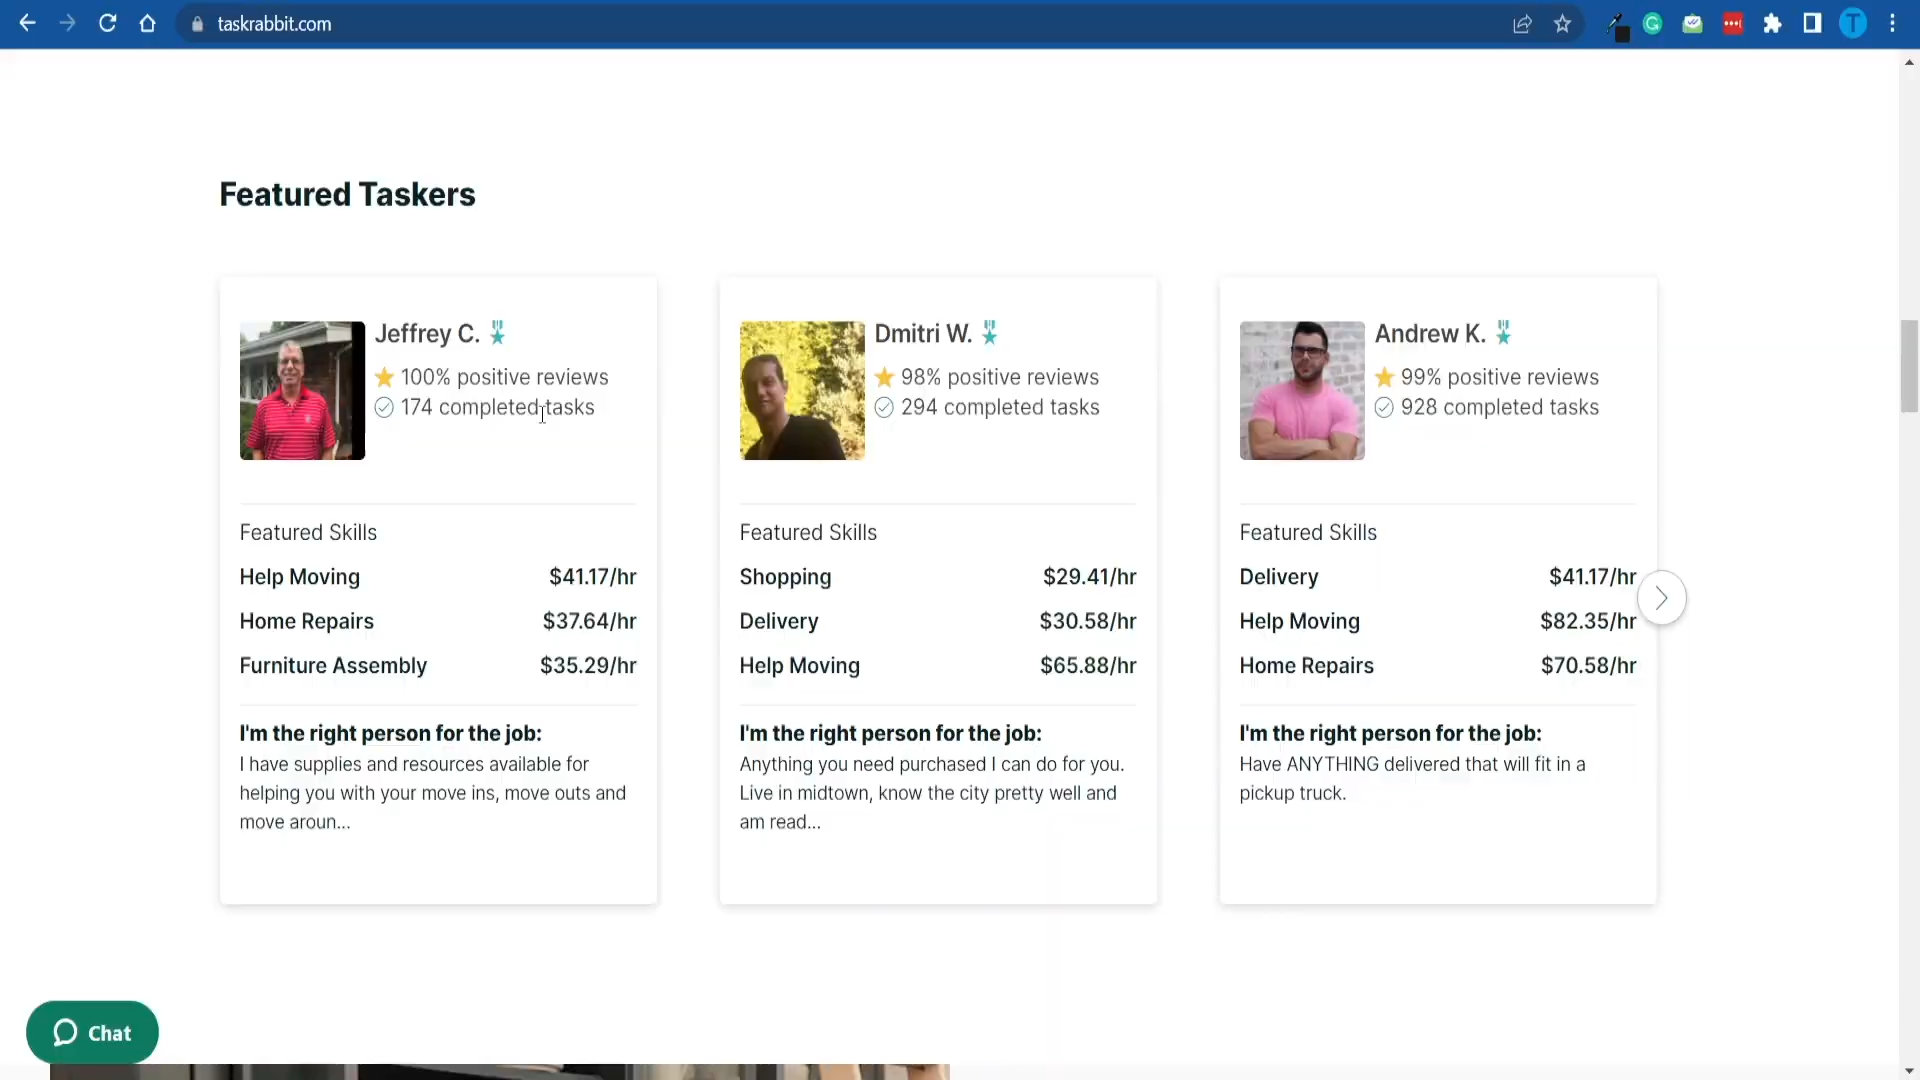 taskrabbit.com
T
Featured Taskers
Jeffrey C.
100% positive reviews
174 completed tasks
Featured Skills
Help Moving $41.17/hr
Home Repairs $37.64/hr
Furniture Assembly $35.29/hr
I'm the right person for the job:
I have supplies and resources available for
helping you with your move ins, move outs and
move aroun...
Dmitri W.
98% positive reviews
294 completed tasks
Featured Skills
Shopping $29.41/hr
Delivery $30.58/hr
Help Moving $65.88/hr
I'm the right person for the job:
Anything you need purchased I can do for you.
Live in midtown, know the city pretty well and
am read...
Andrew K.
99% positive reviews
928 completed tasks
Featured Skills
Delivery $41.17/hr
Help Moving $82.35/hr
Home Repairs $70.58/hr
I'm the right person for the job:
Have ANYTHING delivered that will fit in a
pickup truck.
Chat